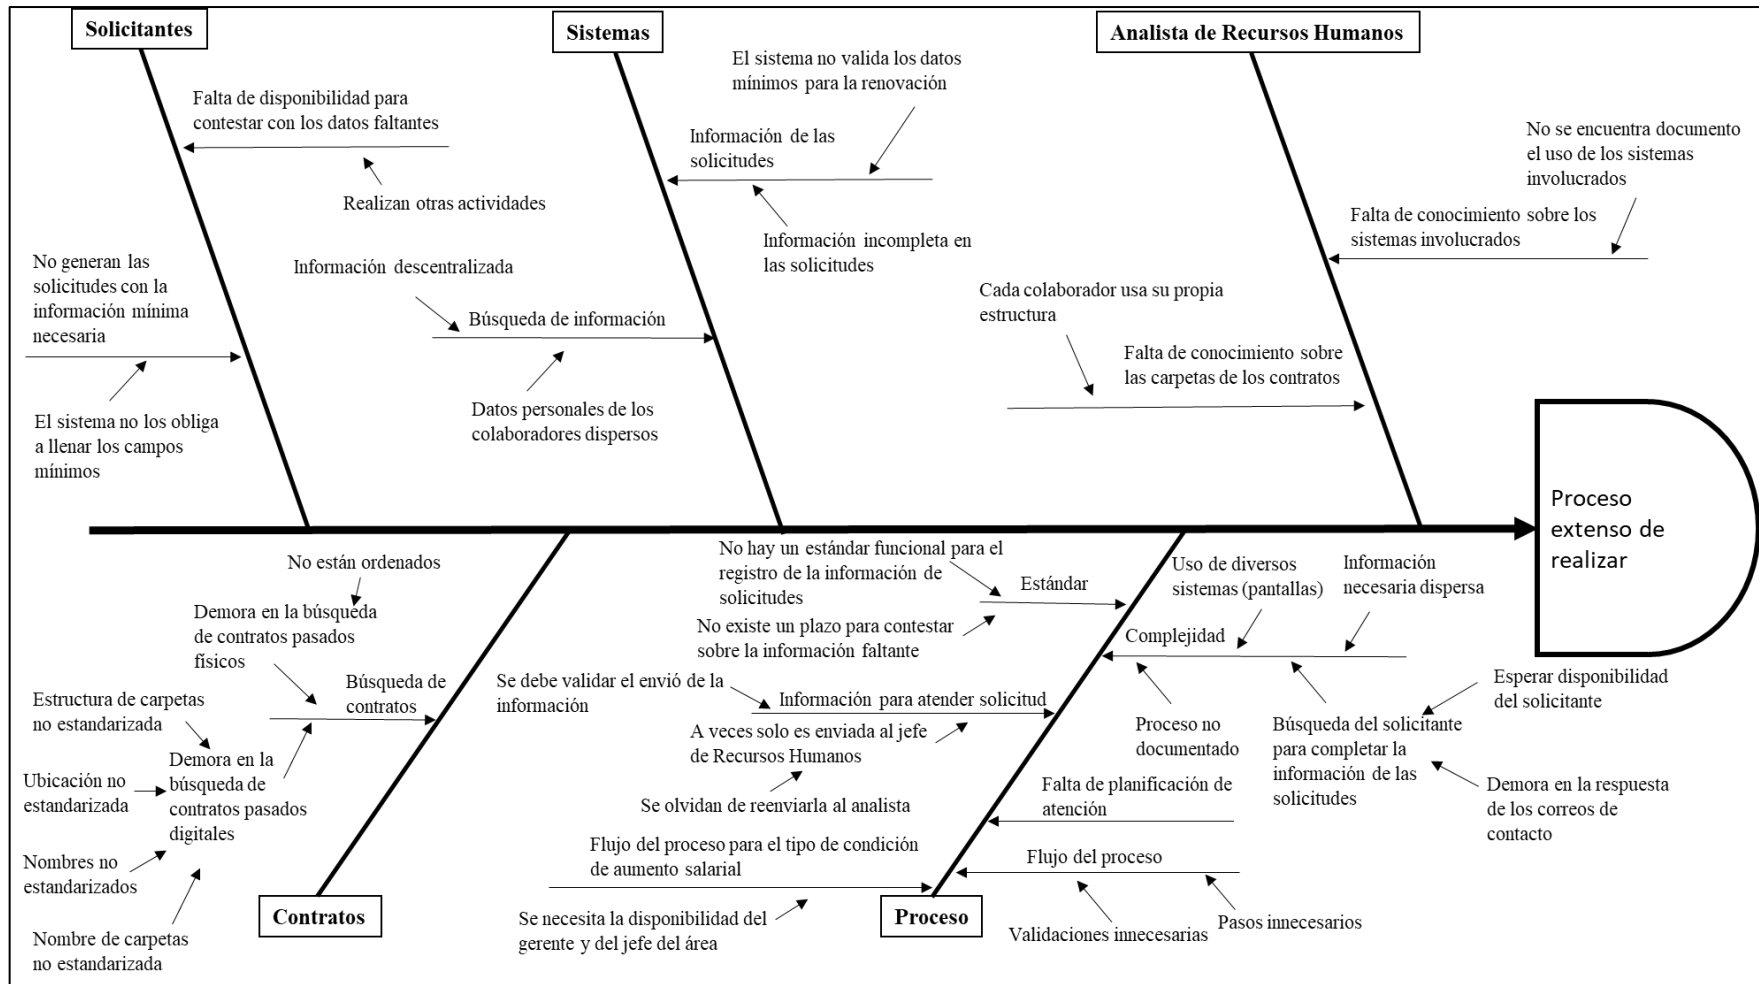 Solicitantes
Sistemas
Analista de Recursos Humanos
Falta de disponibilidad para
contestar con los datos faltantes
Realizan otras actividades
No generan las
solicitudes con la
información mínima
necesaria
El sistema no los obliga
a llenar los campos
mínimos
El sistema no valida los datos
mínimos para la renovación
Información de las
solicitudes
Información incompleta en
las solicitudes
Información descentralizada
Búsqueda de información
Datos personales de los
colaboradores dispersos
No se encuentra documento
el uso de los sistemas
involucrados
Falta de conocimiento sobre los
sistemas involucrados
Cada colaborador usa su propia
estructura
Falta de conocimiento sobre
las carpetas de los contratos
Proceso
extenso de
realizar
No están ordenados
Demora en la búsqueda
de contratos pasados
físicos
Búsqueda de
contratos
Estructura de carpetas
no estandarizada
Ubicación no
estandarizada
Demora en la
búsqueda de
contratos pasados
digitales
Nombres no
estandarizados
Nombre de carpetas
no estandarizada
Contratos
No hay un estándar funcional para el
registro de la información de
solicitudes
Estándar
No existe un plazo para contestar
sobre la información faltante
Se debe validar el envió de la
información
Información para atender solicitud
A veces solo es enviada al jefe
de Recursos Humanos
Se olvidan de reenviarla al analista
Flujo del proceso para el tipo de condición
de aumento salarial
Se necesita la disponibilidad del
gerente y del jefe del área
Proceso
Uso de diversos
sistemas (pantallas)
Información
necesaria dispersa
Complejidad
Proceso no
documentado
Búsqueda del solicitante
para completar la
información de las
solicitudes
Esperar disponibilidad
del solicitante
Demora en la respuesta
de los correos de
contacto
Falta de planificación de
atención
Flujo del proceso
Validaciones innecesarias
Pasos innecesarios